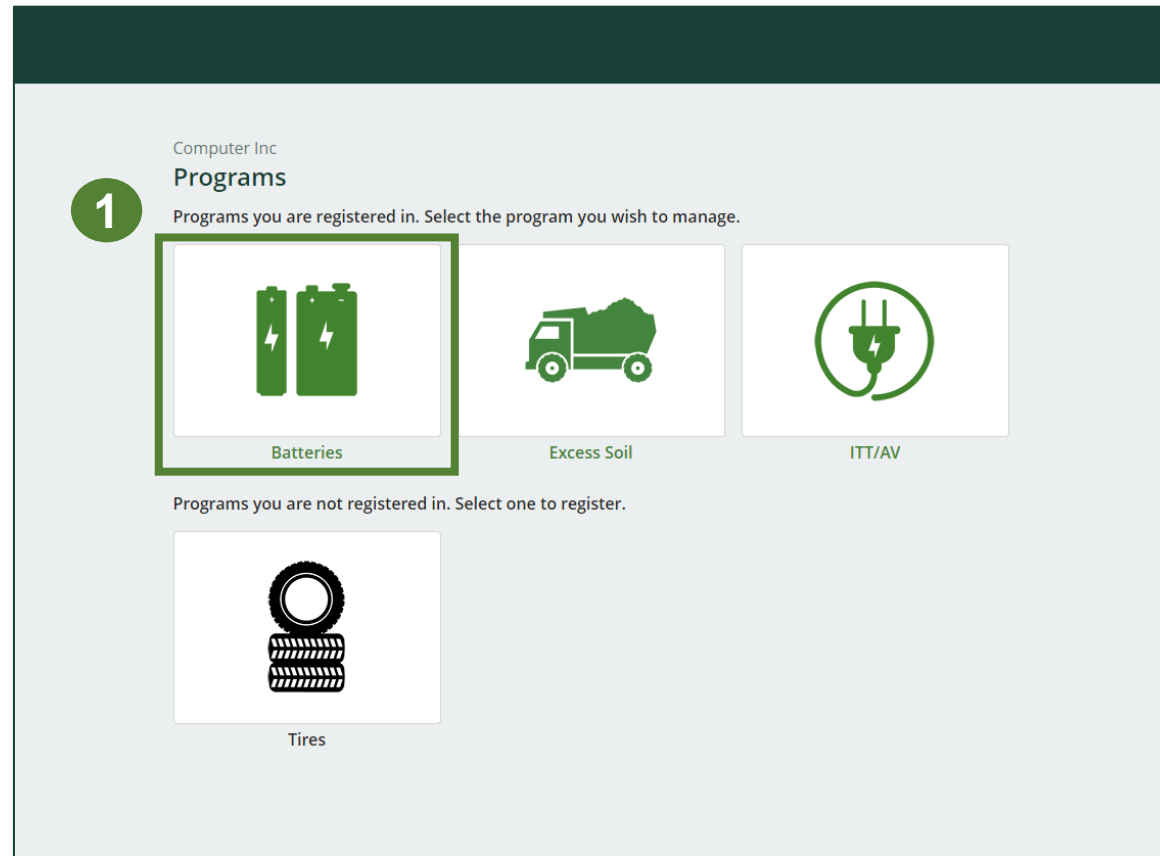 Computer Inc
Programs
1
Programs you are registered in. Select the program you wish to manage.
Batteries
Excess Soil
ITT/AV
Programs you are not registered in. Select one to register.
Tires